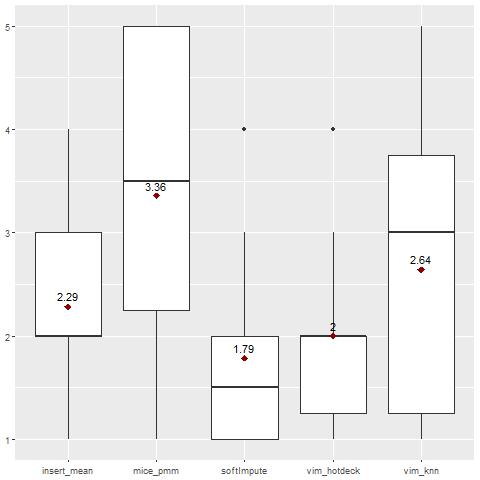 5
4
3
2
1
2.29
3.36
1.79
2
2.64
insert_mean
mice_pmm
softImpute
vim_hotdeck
vim_knn